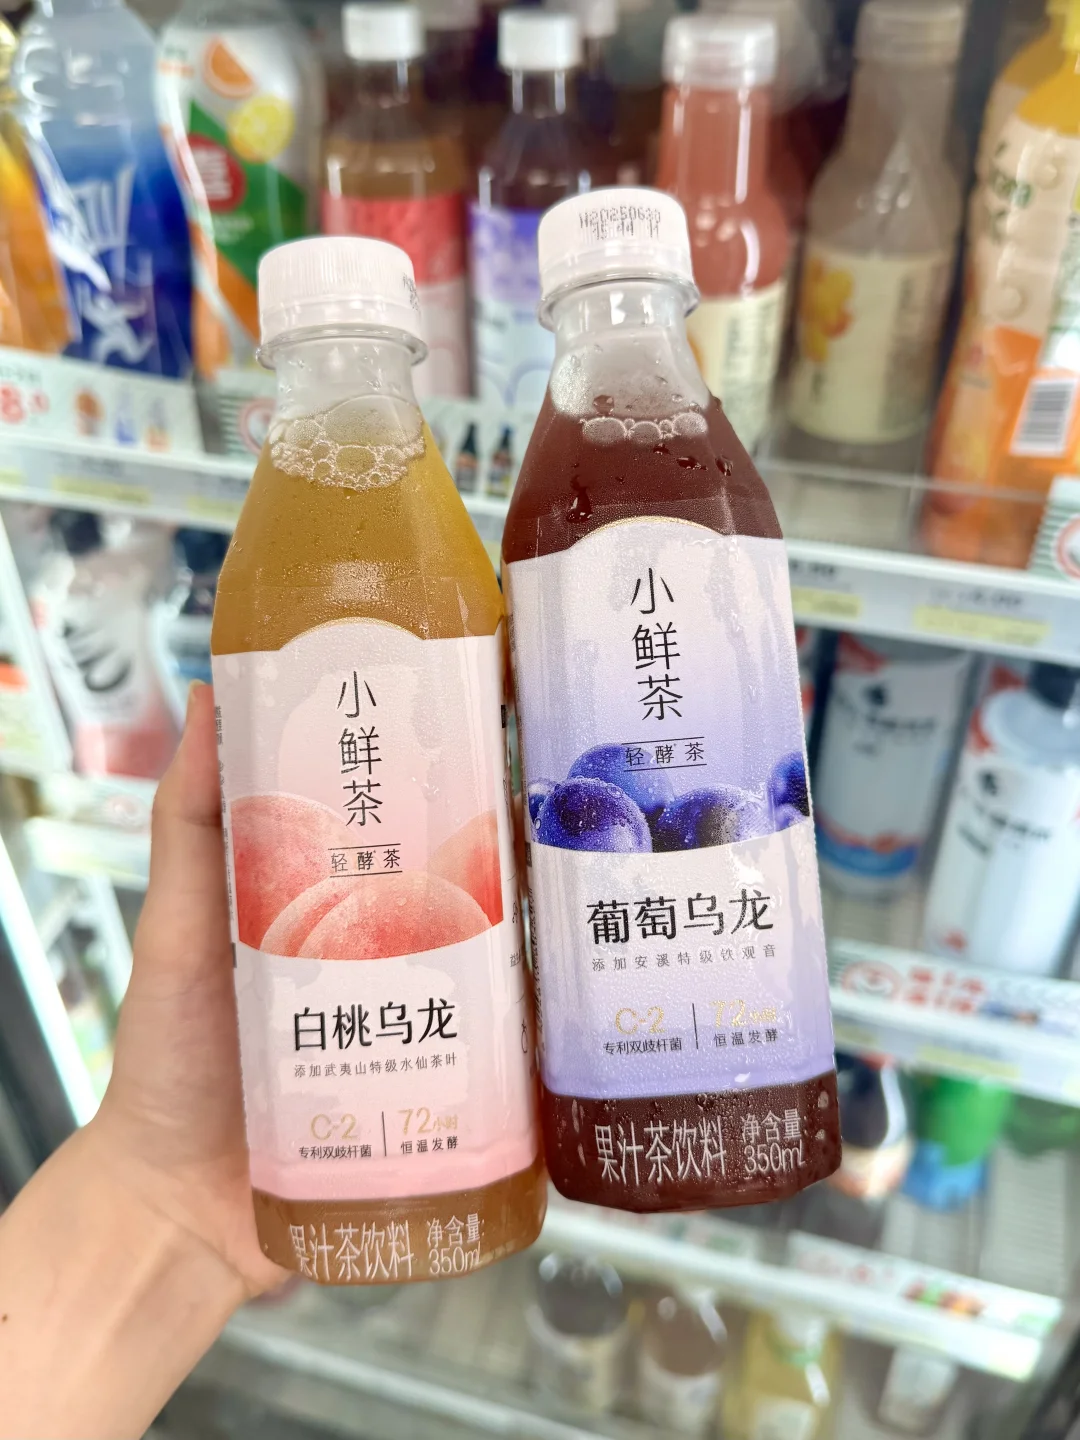 小鲜茶
轻酵茶
白桃乌龙
添加武夷山特级水仙茶叶
C-2
专利双歧杆菌
72小时
恒温发酵
果汁茶饮料
净含量:
350mL
小鲜茶
轻酵茶
葡萄乌龙
添加安溪特级铁观音
C-2
专利双歧杆菌
72小时
恒温发酵
果汁茶饮料
净含量:
350mL